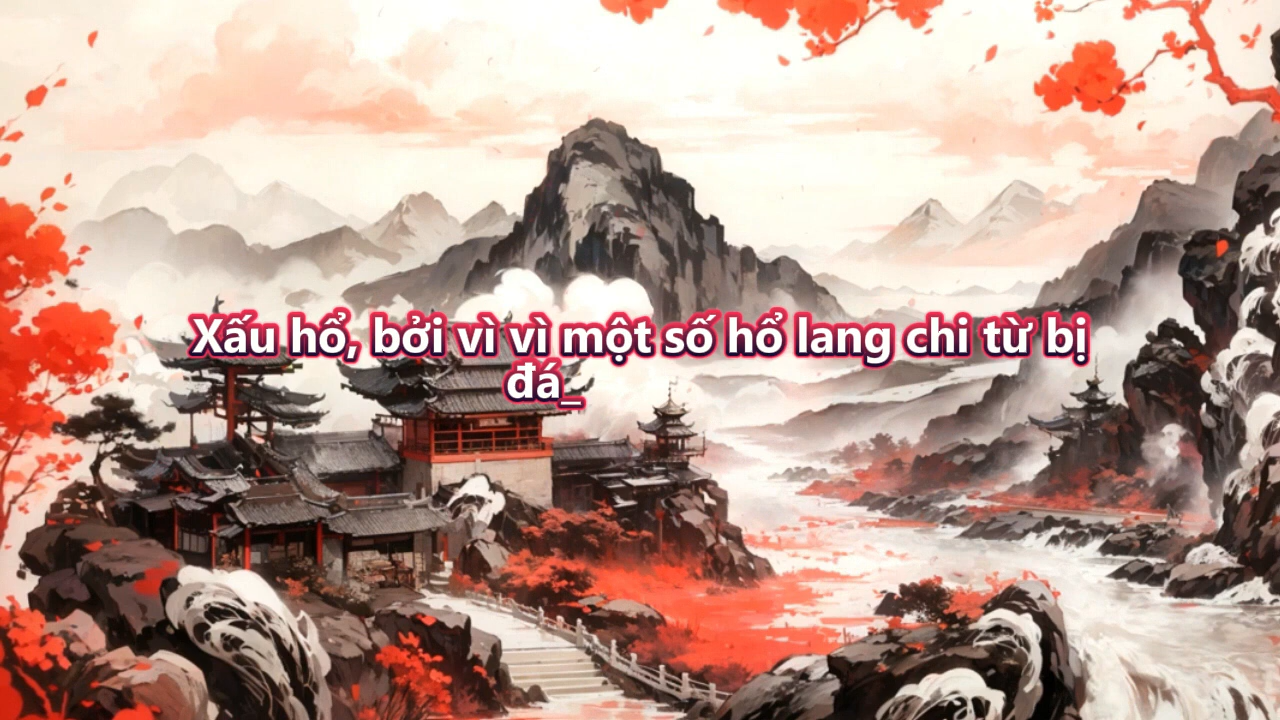 Xấu hổ, bởi vì vì một số hổ lang chi từ bị
đá_